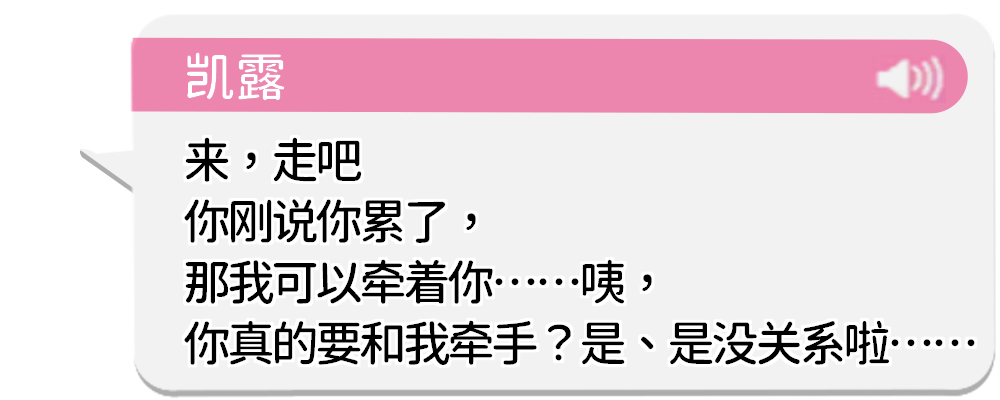 凯露
来，走吧
你刚说你累了，
那我可以牵着你……咦，
你真的要和我牵手？是、是没关系啦……